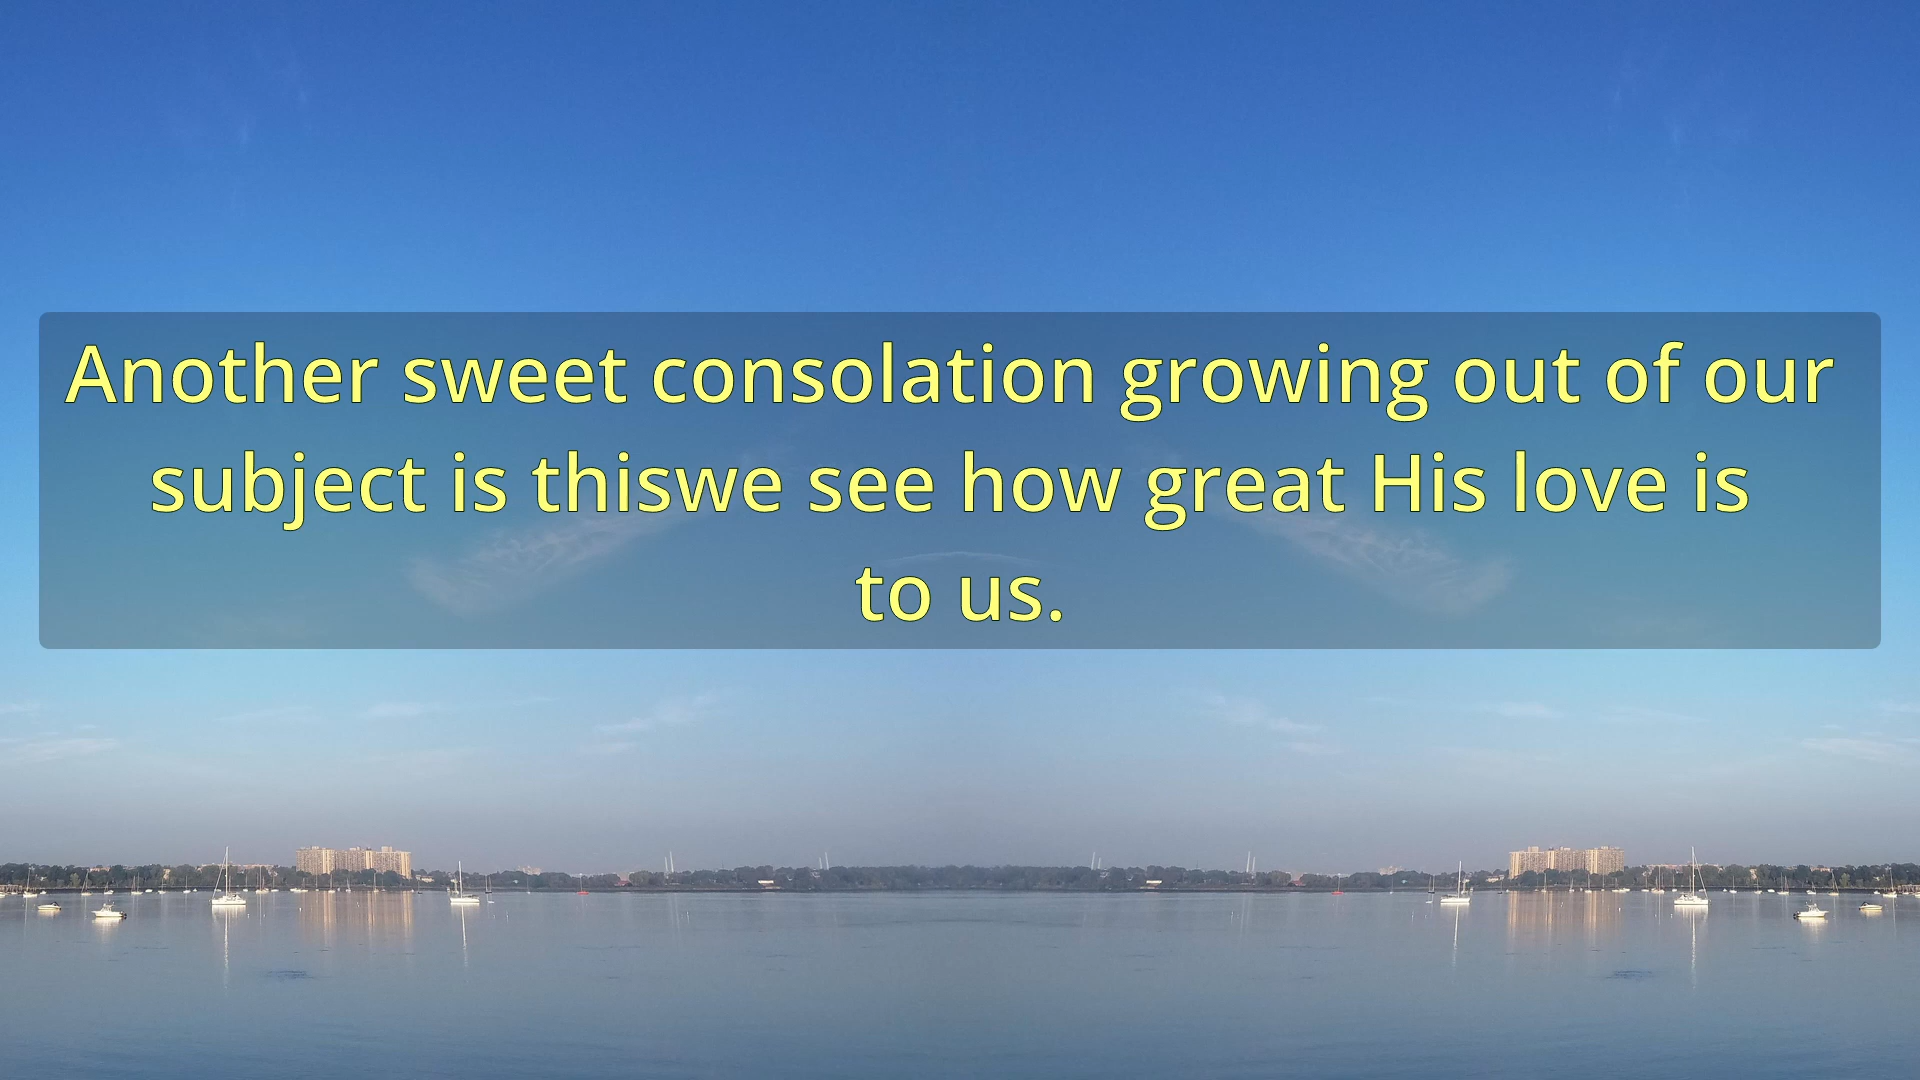 Another sweet consolation growing out of our
subject is thiswe see how great His love is
to us.